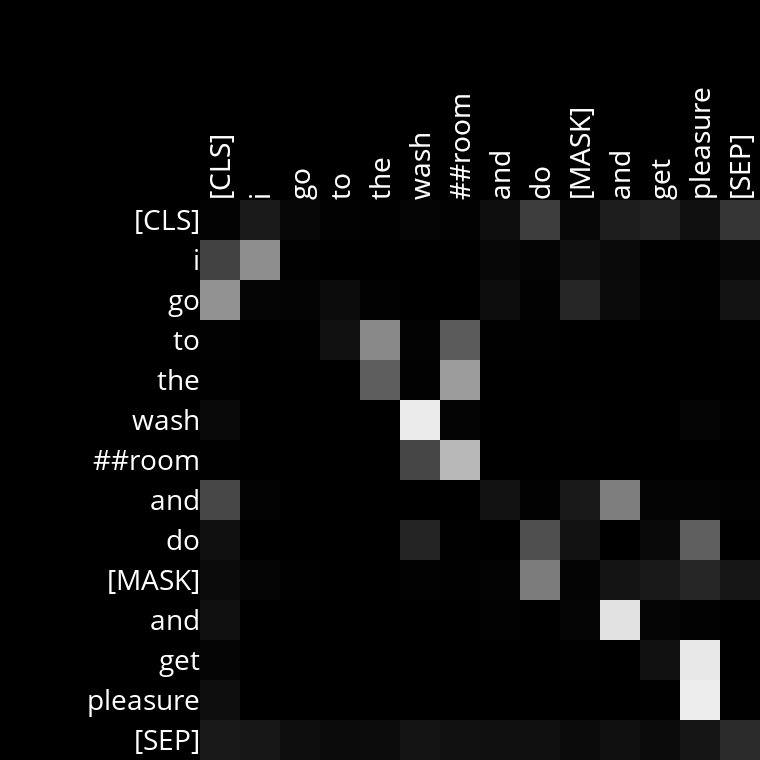 [CLS] i go to the wash ##room and do [MASK] and get pleasure [SEP]
[CLS]
i
go
to
the
wash
##room
and
do
[MASK]
and
get
pleasure
[SEP]